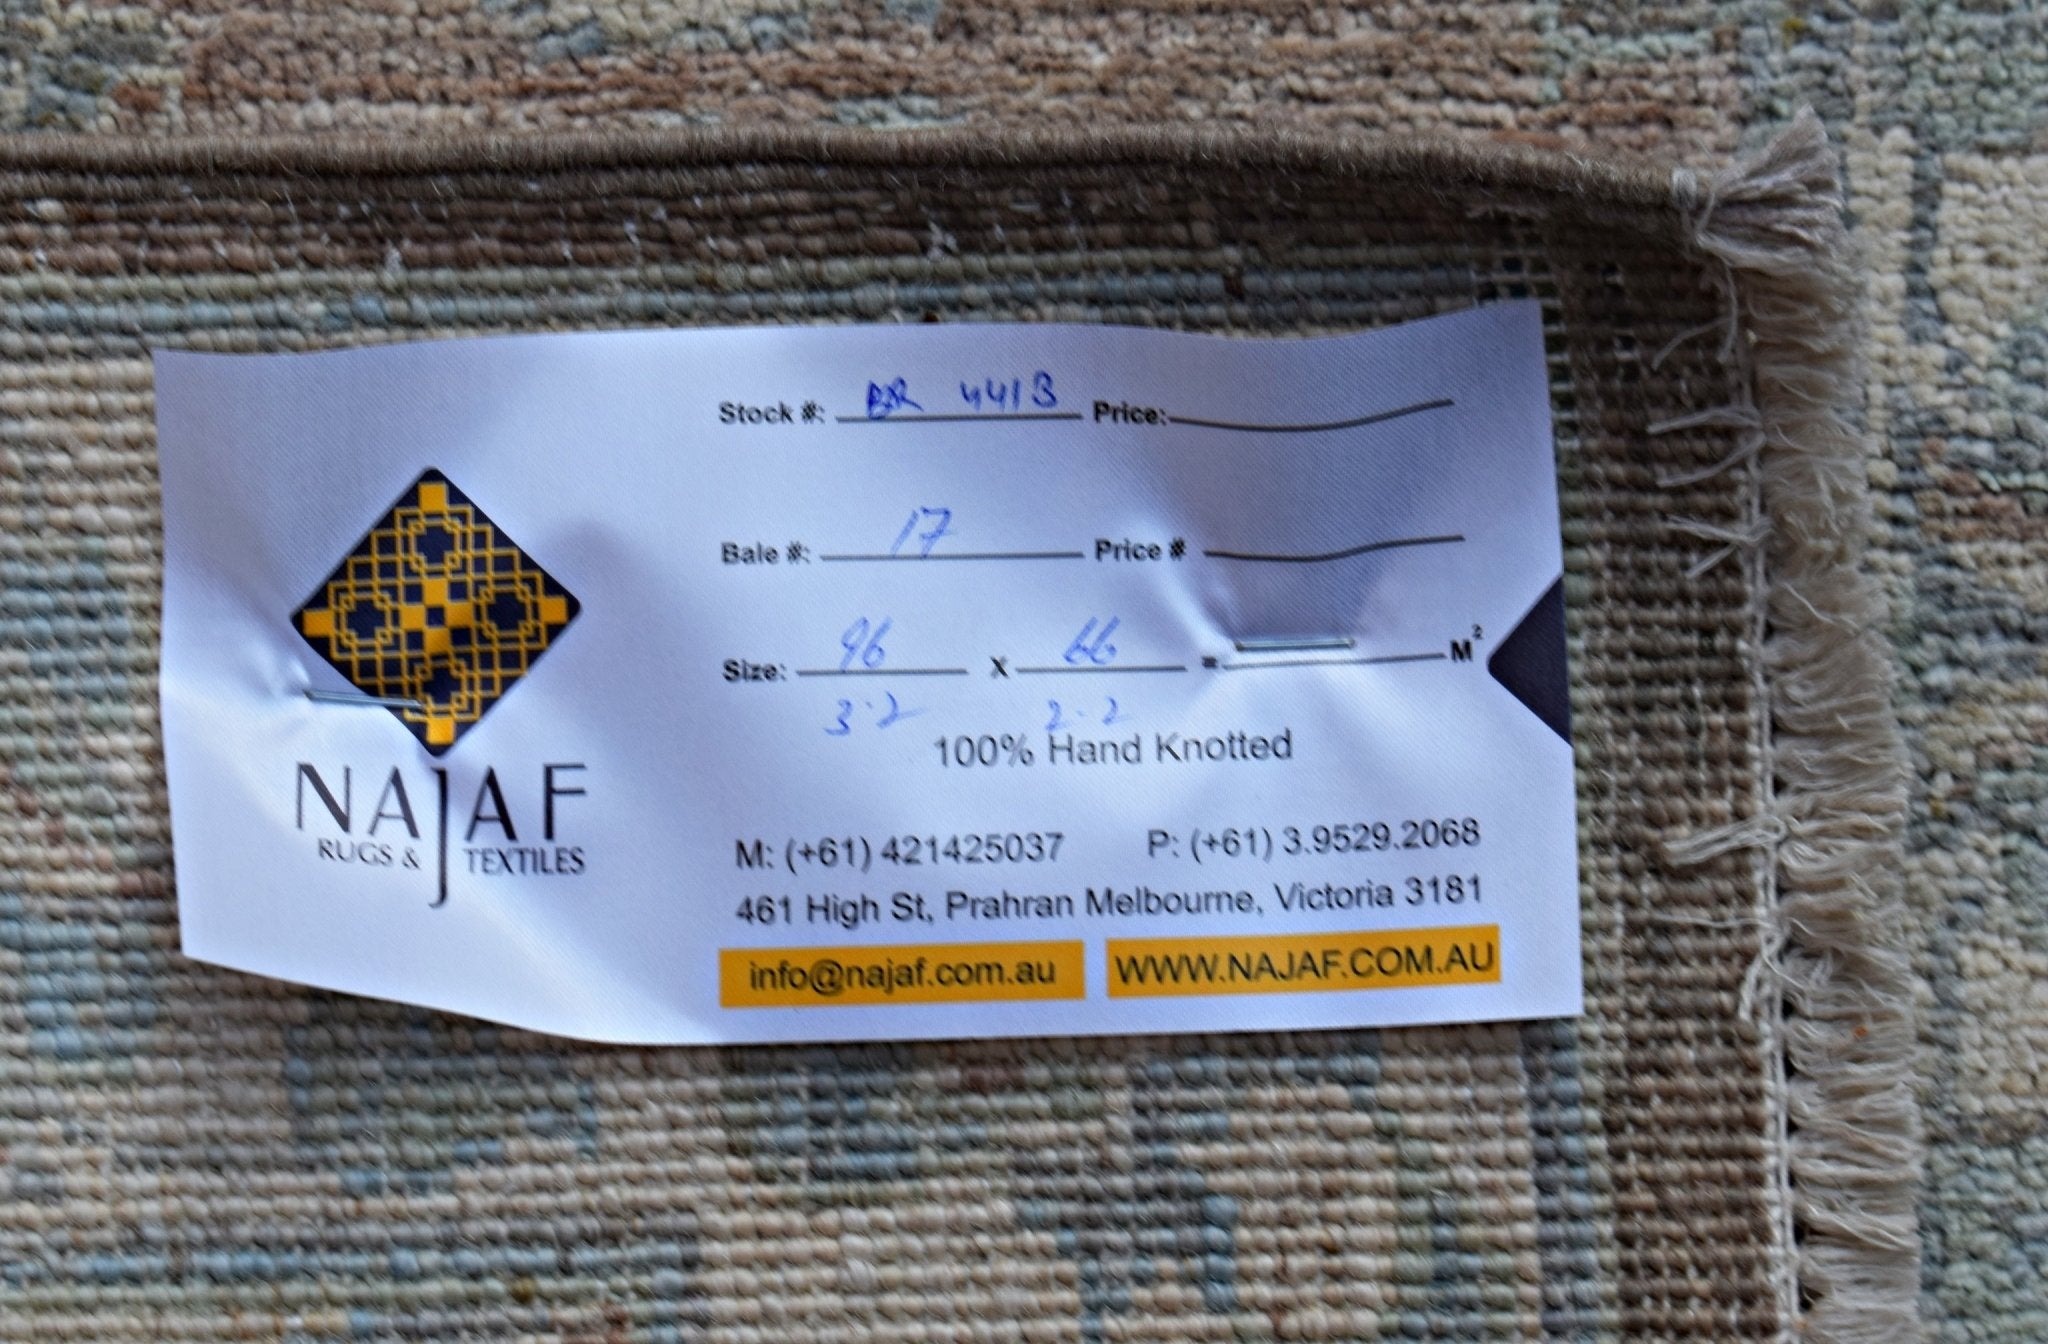 Stock #: BR 441B Price:
Bale #: 17 Price #
Size: 96 X 66 = M²
3.2 2.2
100% Hand Knotted
NAJAF
RUGS & TEXTILES
M: (+61) 421425037 P: (+61) 3.9529.2068
461 High St, Prahran Melbourne, Victoria 3181
info@najaf.com.au WWW.NAJAF.COM.AU